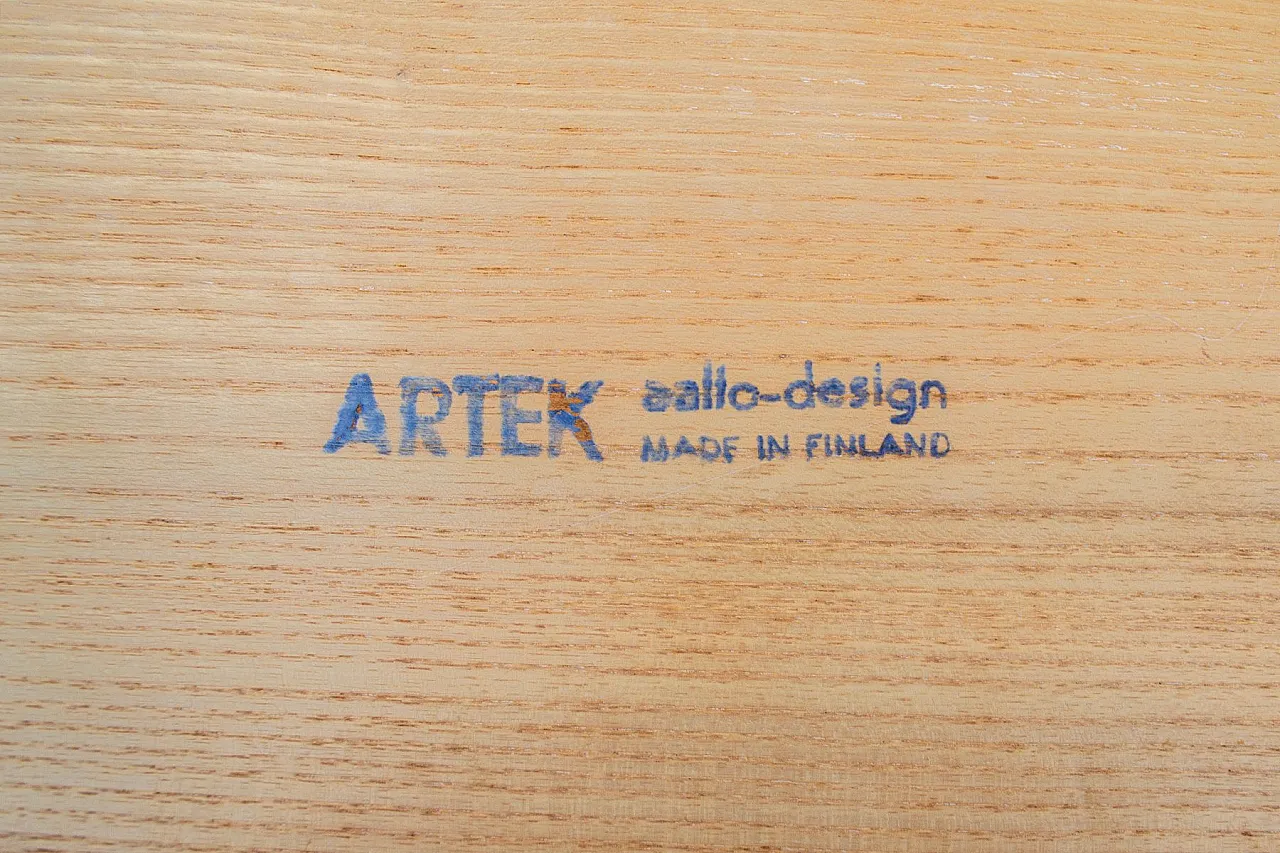 ARTEK
aalto-design
MADE IN FINLAND